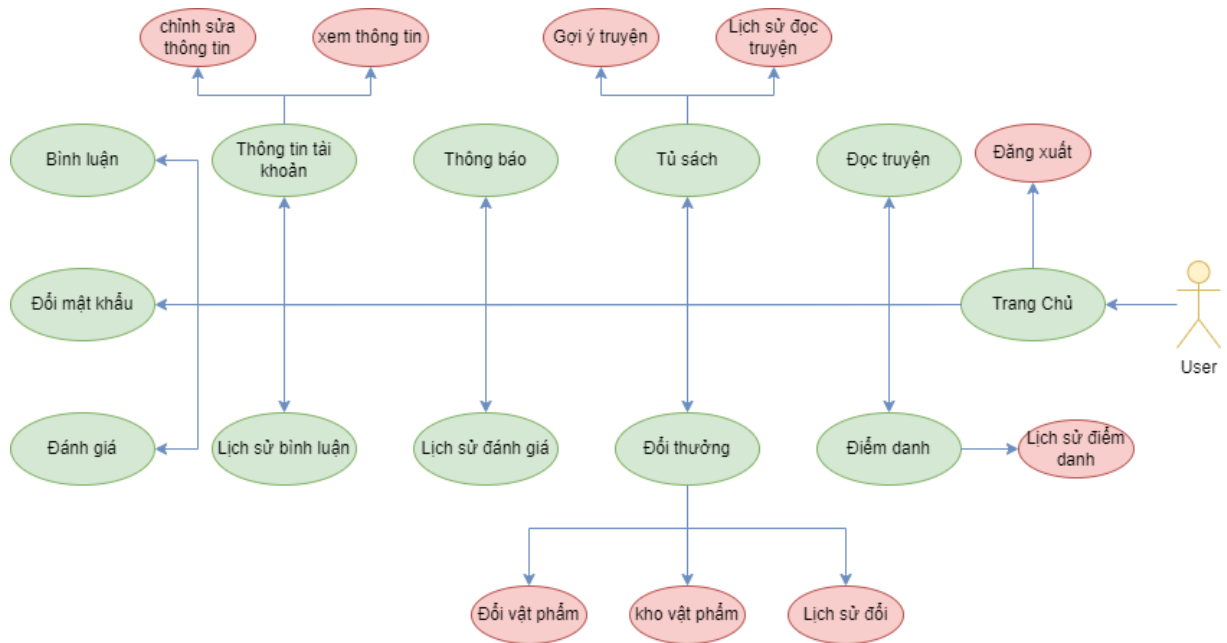 chỉnh sửa
thông tin
xem thông tin
Gợi ý truyện
Lịch sử đọc
truyện
Bình luận
Thông tin tài
khoản
Thông báo
Tủ sách
Đọc truyện
Đăng xuất
Đổi mật khẩu
Trang Chủ
User
Đánh giá
Lịch sử bình luận
Lịch sử đánh giá
Đổi thưởng
Điểm danh
Lịch sử điểm
danh
Đổi vật phẩm
kho vật phẩm
Lịch sử đổi